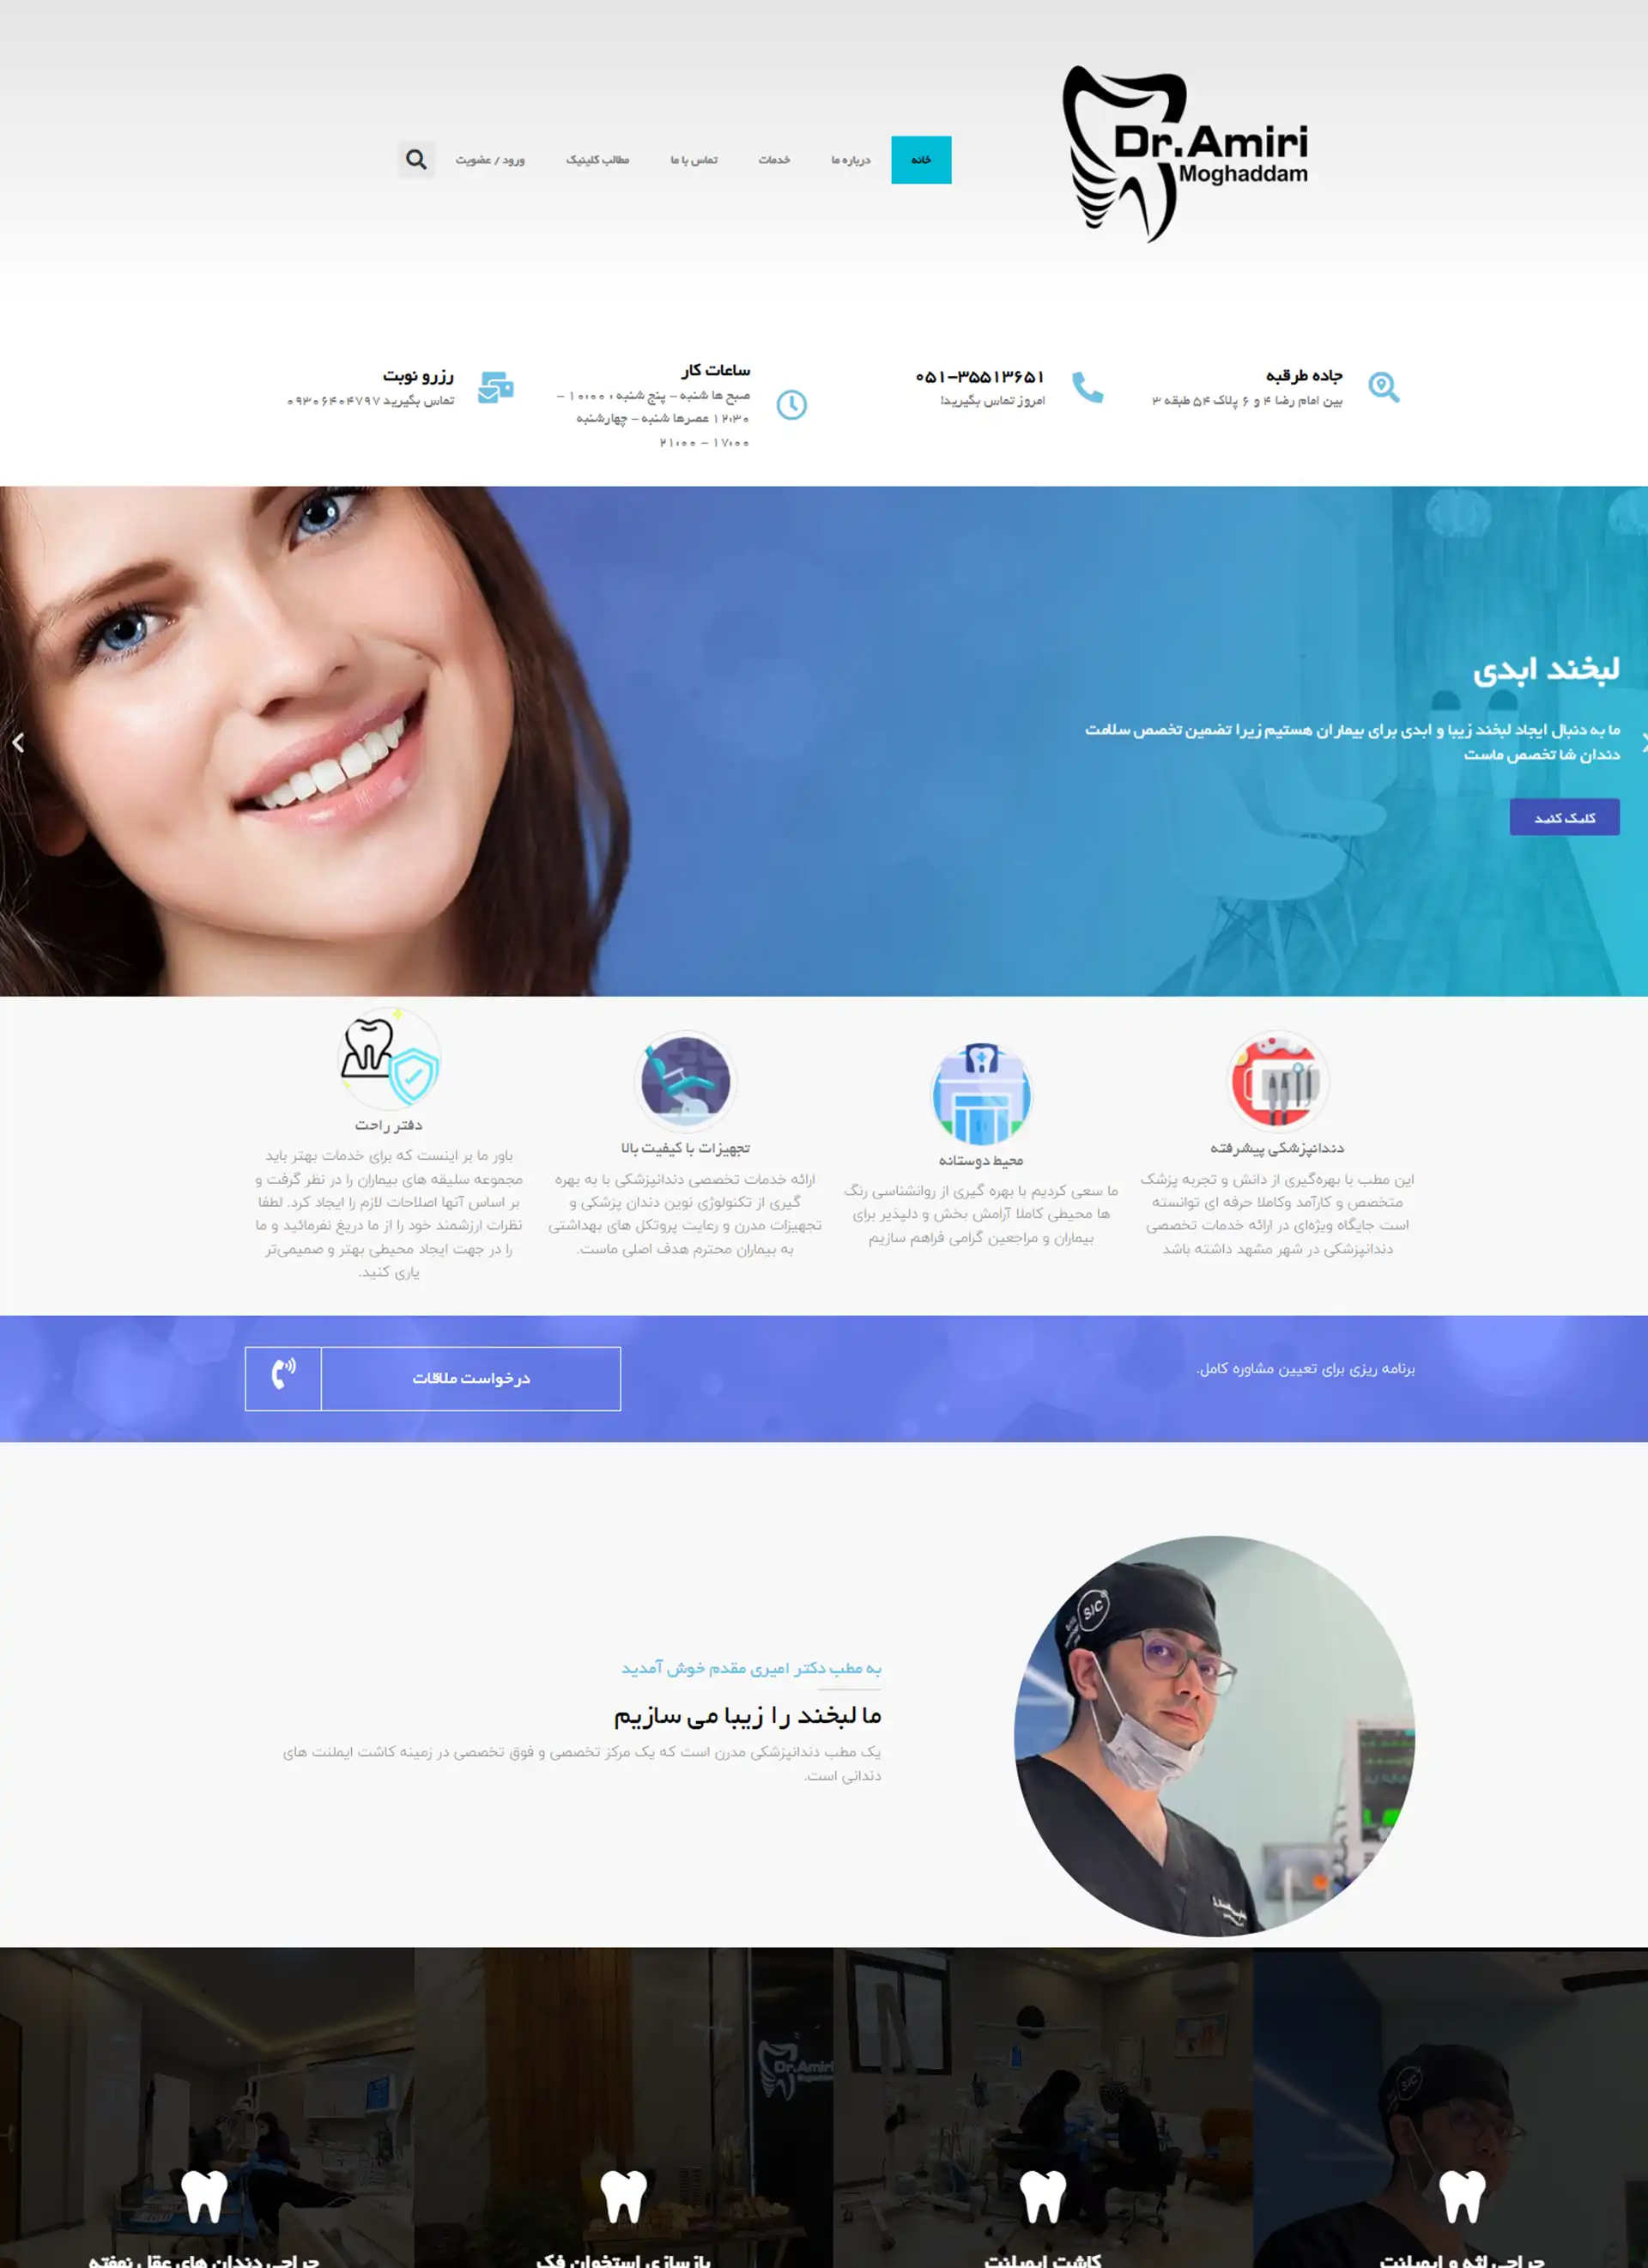 Dr.Amiri
Moghaddam
خانه
درباره ما
خدمات
تماس با ما
مطالب کلینیک
ورود / عضویت
جاده طرقبه
بین امام رضا ۴ و ۶ پلاک ۵۴ طبقه ۳
۰۵۱-۳۵۵۱۳۶۵۱
امروز تماس بگیرید!
ساعات کار
صبح ها شنبه – پنج شنبه ، ۱۰:۰۰ –
۱۲:۳۰ عصرها شنبه – چهارشنبه
۱۷:۰۰ – ۲۱:۰۰
رزرو نوبت
تماس بگیرید ۰۹۳۰۶۴۰۴۷۹۷
لبخند ابدی
ما به دنبال ایجاد لبخند زیبا و ابدی برای بیماران هستیم زیرا تضمین تخصص سلامت
دندان شا تخصص ماست
کلیک کنید
دندانپزشکی پیشرفته
این مطب با بهره‌گیری از دانش و تجربه پزشک
متخصص و کارآمد وکاملا حرفه ای توانسته
است جایگاه ویژه‌ای در ارائه خدمات تخصصی
دندانپزشکی در شهر مشهد داشته باشد
محیط دوستانه
ما سعی کردیم با بهره گیری از روانشناسی رنگ
ها محیطی کاملا آرامش بخش و دلپذیر برای
بیماران و مراجعین گرامی فراهم سازیم
تجهیزات با کیفیت بالا
ارائه خدمات تخصصی دندانپزشکی با به بهره
گیری از تکنولوژی نوین دندان پزشکی و
تجهیزات مدرن و رعایت پروتکل های بهداشتی
به بیماران محترم هدف اصلی ماست.
دفتر راحت
باور ما بر اینست که برای خدمات بهتر باید
مجموعه سلیقه های بیماران را در نظر گرفت و
بر اساس آنها اصلاحات لازم را ایجاد کرد. لطفا
نظرات ارزشمند خود را از ما دریغ نفرمائید و ما
را در جهت ایجاد محیطی بهتر و صمیمی‌تر
یاری کنید.
برنامه ریزی برای تعیین مشاوره کامل.
درخواست ملاقات
SIC
به مطب دکتر امیری مقدم خوش آمدید
ما لبخند را زیبا می سازیم
یک مطب دندانپزشکی مدرن است که یک مرکز تخصصی و فوق تخصصی در زمینه کاشت ایملنت های
دندانی است.
Dr.Amiri
جراحی لثه و ایمپلنت
کاشت ایمپلنت
بازسازی استخوان فک
جراحی دندان های عقل نهفته